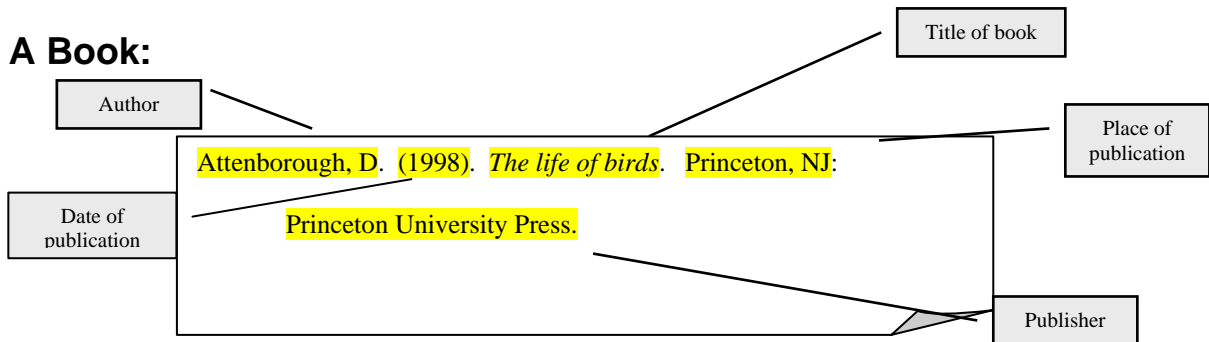 Title of book
A Book:
Author
Place of
publication
Attenborough, D. (1998). The life of birds. Princeton, NJ:
Date of
publication
Princeton University Press.
Publisher